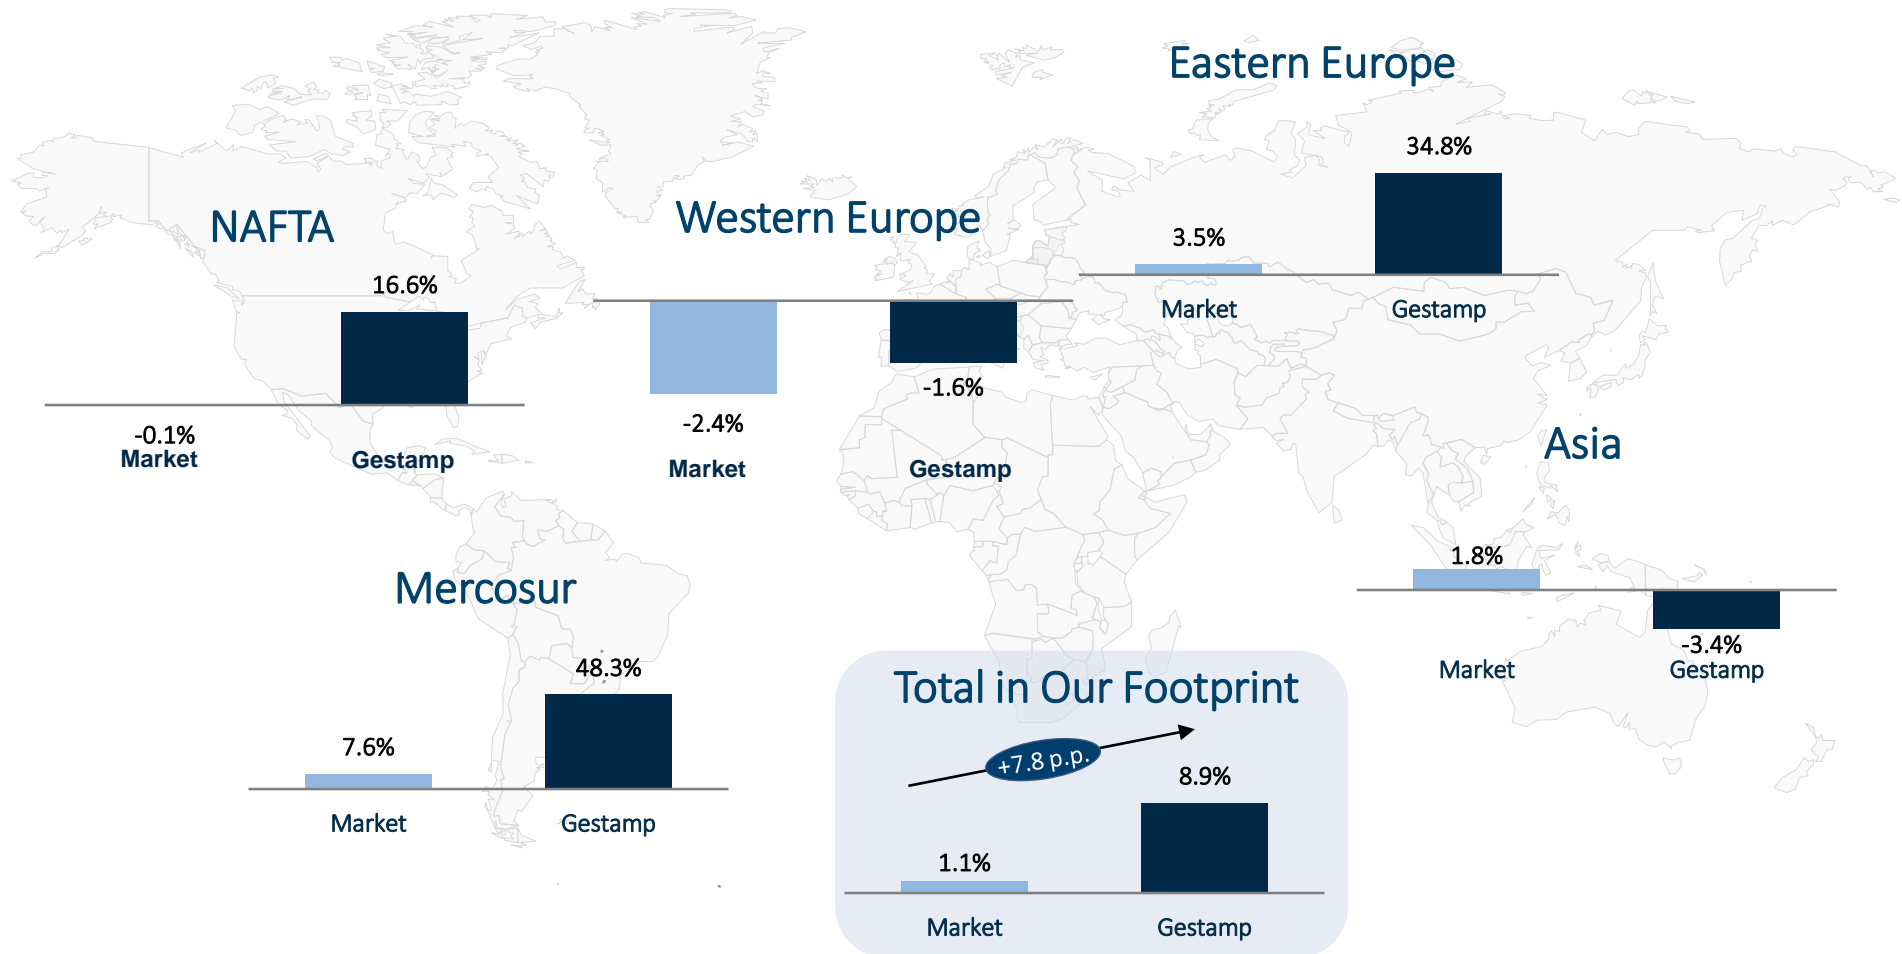 Eastern Europe
34.8%
3.5%
Market
Gestamp
NAFTA
16.6%
-0.1%
Market
Gestamp
Western Europe
-1.6%
-2.4%
Market
Gestamp
Asia
1.8%
-3.4%
Market
Gestamp
Mercosur
48.3%
7.6%
Market
Gestamp
Total in Our Footprint
+7.8 p.p.
8.9%
1.1%
Market
Gestamp